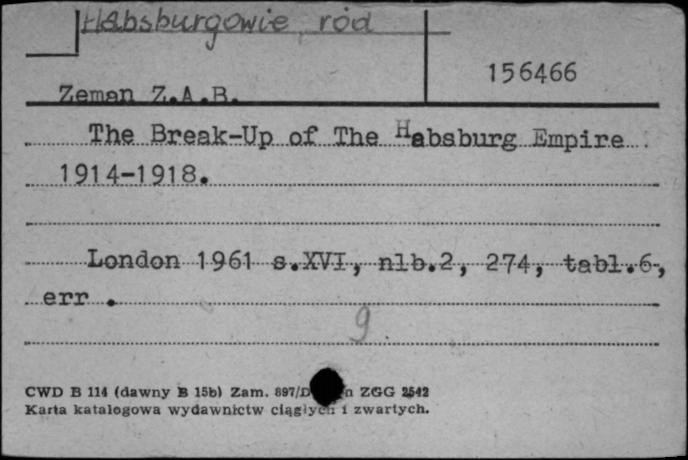 Habsburgowie, ród
156466
Zeman Z.A.B.
The Break-Up of The Habsburg Empire
1914-1918.
London 1961 s.XVI, nlb.2, 274, tabl.6,
err .
9
CWD B 114 (dawny B 15b) Zam. 897/D n ZGG 2542
Karta katalogowa wydawnictw ciągłych i zwartych.